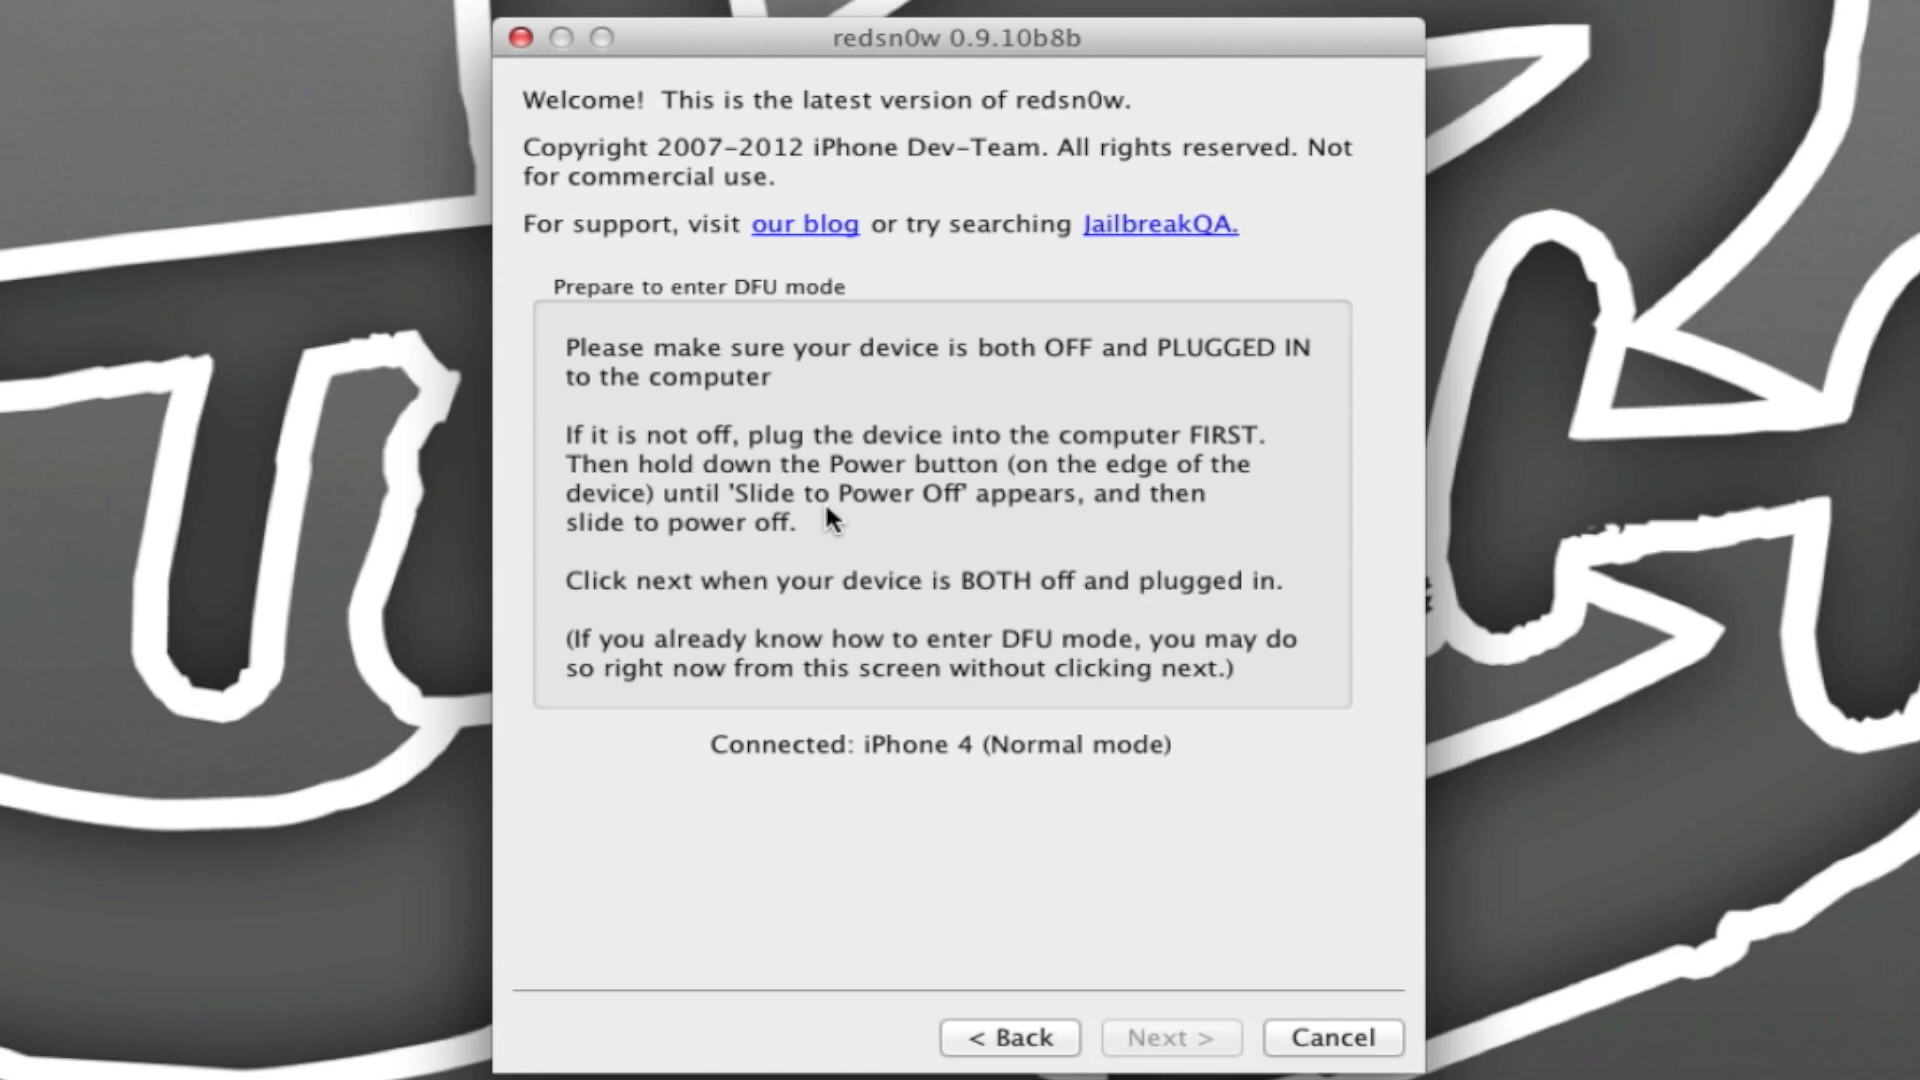 redsn0w 0.9.10b8b
Welcome!  This is the latest version of redsn0w.
Copyright 2007-2012 iPhone Dev-Team. All rights reserved. Not
for commercial use.
For support, visit our blog or try searching JailbreakQA.
Prepare to enter DFU mode
Please make sure your device is both OFF and PLUGGED IN
to the computer
If it is not off, plug the device into the computer FIRST.
Then hold down the Power button (on the edge of the
device) until 'Slide to Power Off' appears, and then
slide to power off.
Click next when your device is BOTH off and plugged in.
(If you already know how to enter DFU mode, you may do
so right now from this screen without clicking next.)
Connected: iPhone 4 (Normal mode)
< Back
Next >
Cancel